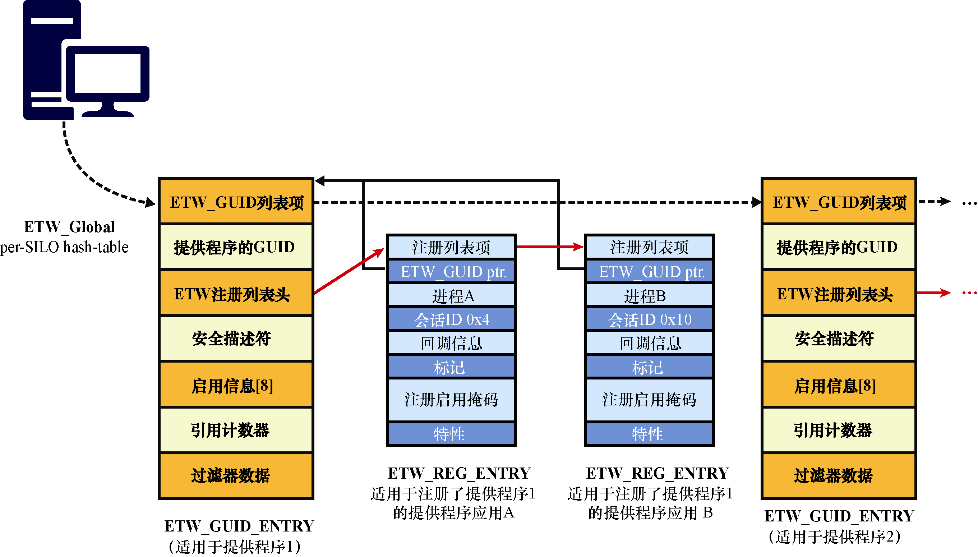 ETW_Global
per-SILO hash-table
ETW_GUID列表项
提供程序的GUID
ETW注册列表头
安全描述符
启用信息[8]
引用计数器
过滤器数据
ETW_GUID_ENTRY
(适用于提供程序1)
注册列表项
ETW_GUID ptr.
进程A
会话ID 0x4
回调信息
标记
注册启用掩码
特性
ETW_REG_ENTRY
适用于注册了提供程序1
的提供程序应用A
注册列表项
ETW_GUID ptr.
进程B
会话ID 0x10
回调信息
标记
注册启用掩码
特性
ETW_REG_ENTRY
适用于注册了提供程序1
的提供程序应用 B
ETW_GUID列表项
提供程序的GUID
ETW注册列表头
安全描述符
启用信息[8]
引用计数器
过滤器数据
ETW_GUID_ENTRY
(适用于提供程序2)
...
...